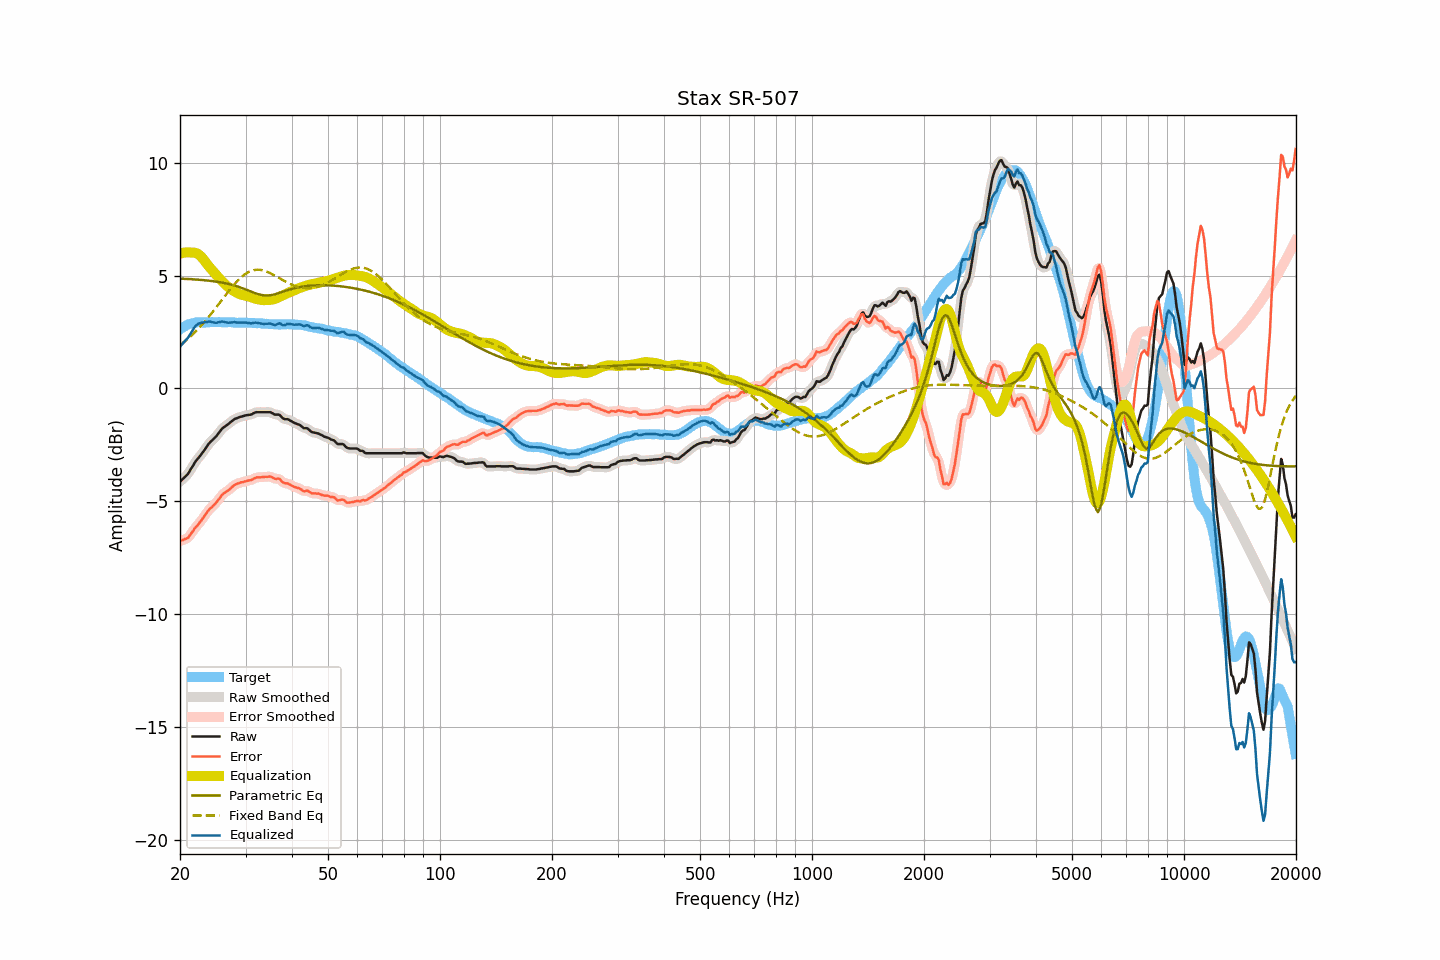 Stax SR-507
Amplitude (dBr)
10
5
0
−5
−10
−15
−20
Target
Raw Smoothed
Error Smoothed
Raw
Error
Equalization
Parametric Eq
Fixed Band Eq
Equalized
20 50 100 200 500 1000 2000 5000 10000 20000
Frequency (Hz)